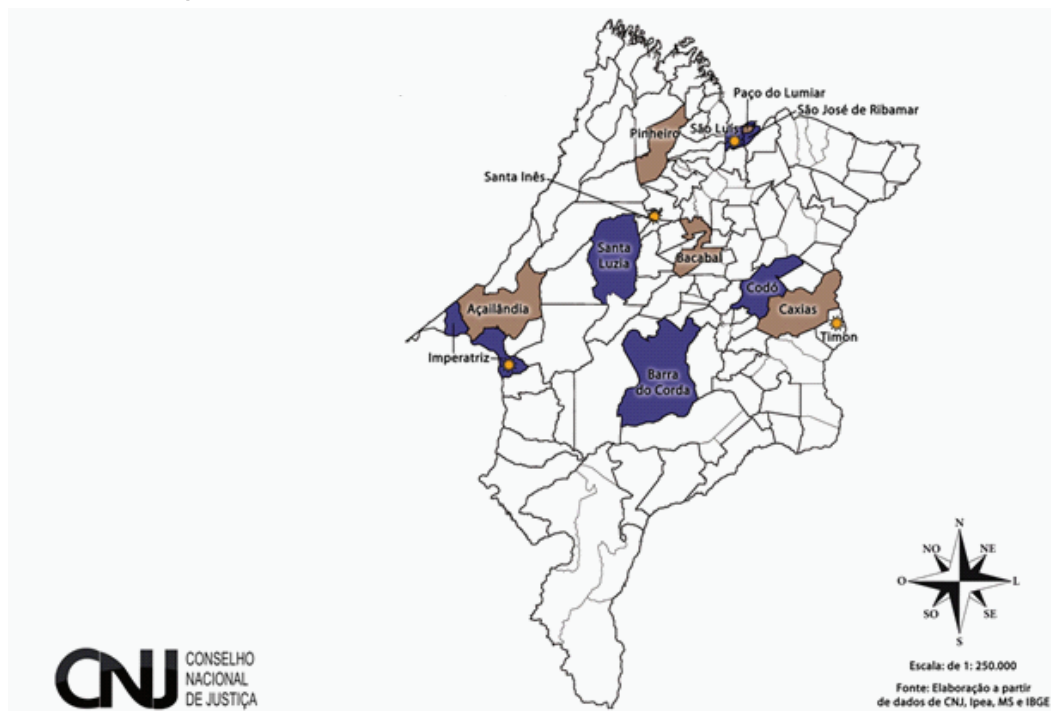 Paço do Lumiar
São José de Ribamar
Pinheiro
São Luís
Santa Inês
Santa
Luzia
Bacabal
Codó
Açailândia
Caxias
Timon
Imperatriz
Barra
do Corda
N
NO
NE
O
L
SO
SE
S
CNJ
CONSELHO
NACIONAL
DE JUSTIÇA
Escala: de 1: 250.000
Fonte: Elaboração a partir
de dados de CNJ, Ipea, MS e IBGE